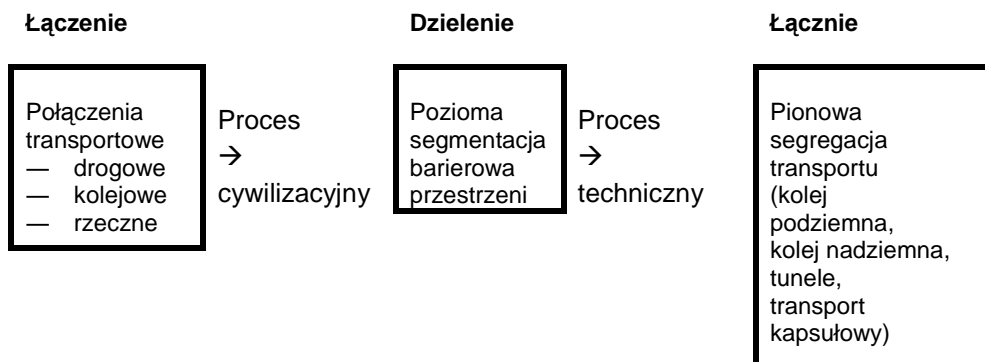 Łączenie
Dzielenie
Łącznie
Połączenia
transportowe
— drogowe
— kolejowe
— rzeczne
Proces
→
cywilizacyjny
Pozioma
segmentacja
barierowa
przestrzeni
Proces
→
techniczny
Pionowa
segregacja
transportu
(kolej
podziemna,
kolej nadziemna,
tunele,
transport
kapsułowy)